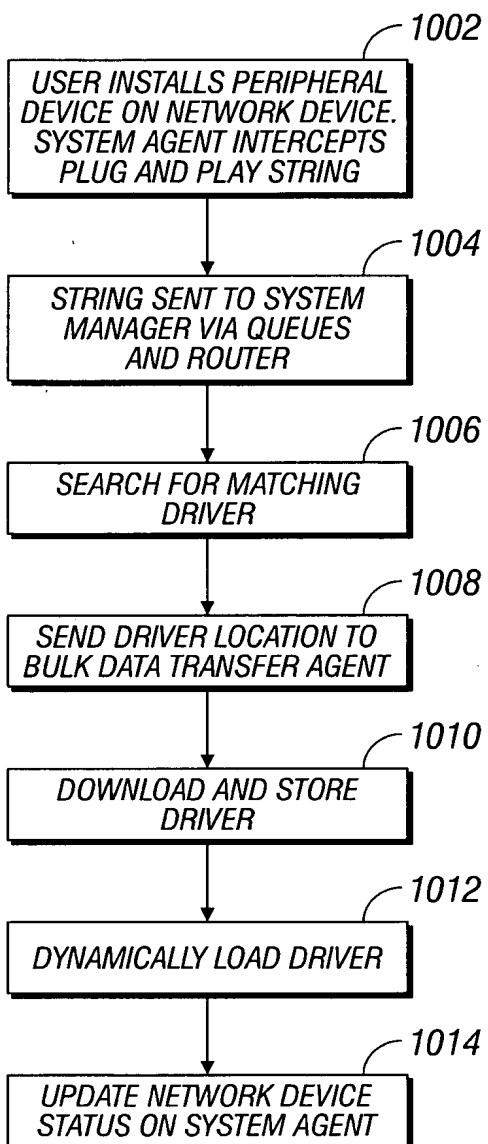 1002
USER INSTALLS PERIPHERAL
DEVICE ON NETWORK DEVICE.
SYSTEM AGENT INTERCEPTS
PLUG AND PLAY STRING
1004
STRING SENT TO SYSTEM
MANAGER VIA QUEUES
AND ROUTER
1006
SEARCH FOR MATCHING
DRIVER
1008
SEND DRIVER LOCATION TO
BULK DATA TRANSFER AGENT
1010
DOWNLOAD AND STORE
DRIVER
1012
DYNAMICALLY LOAD DRIVER
1014
UPDATE NETWORK DEVICE
STATUS ON SYSTEM AGENT